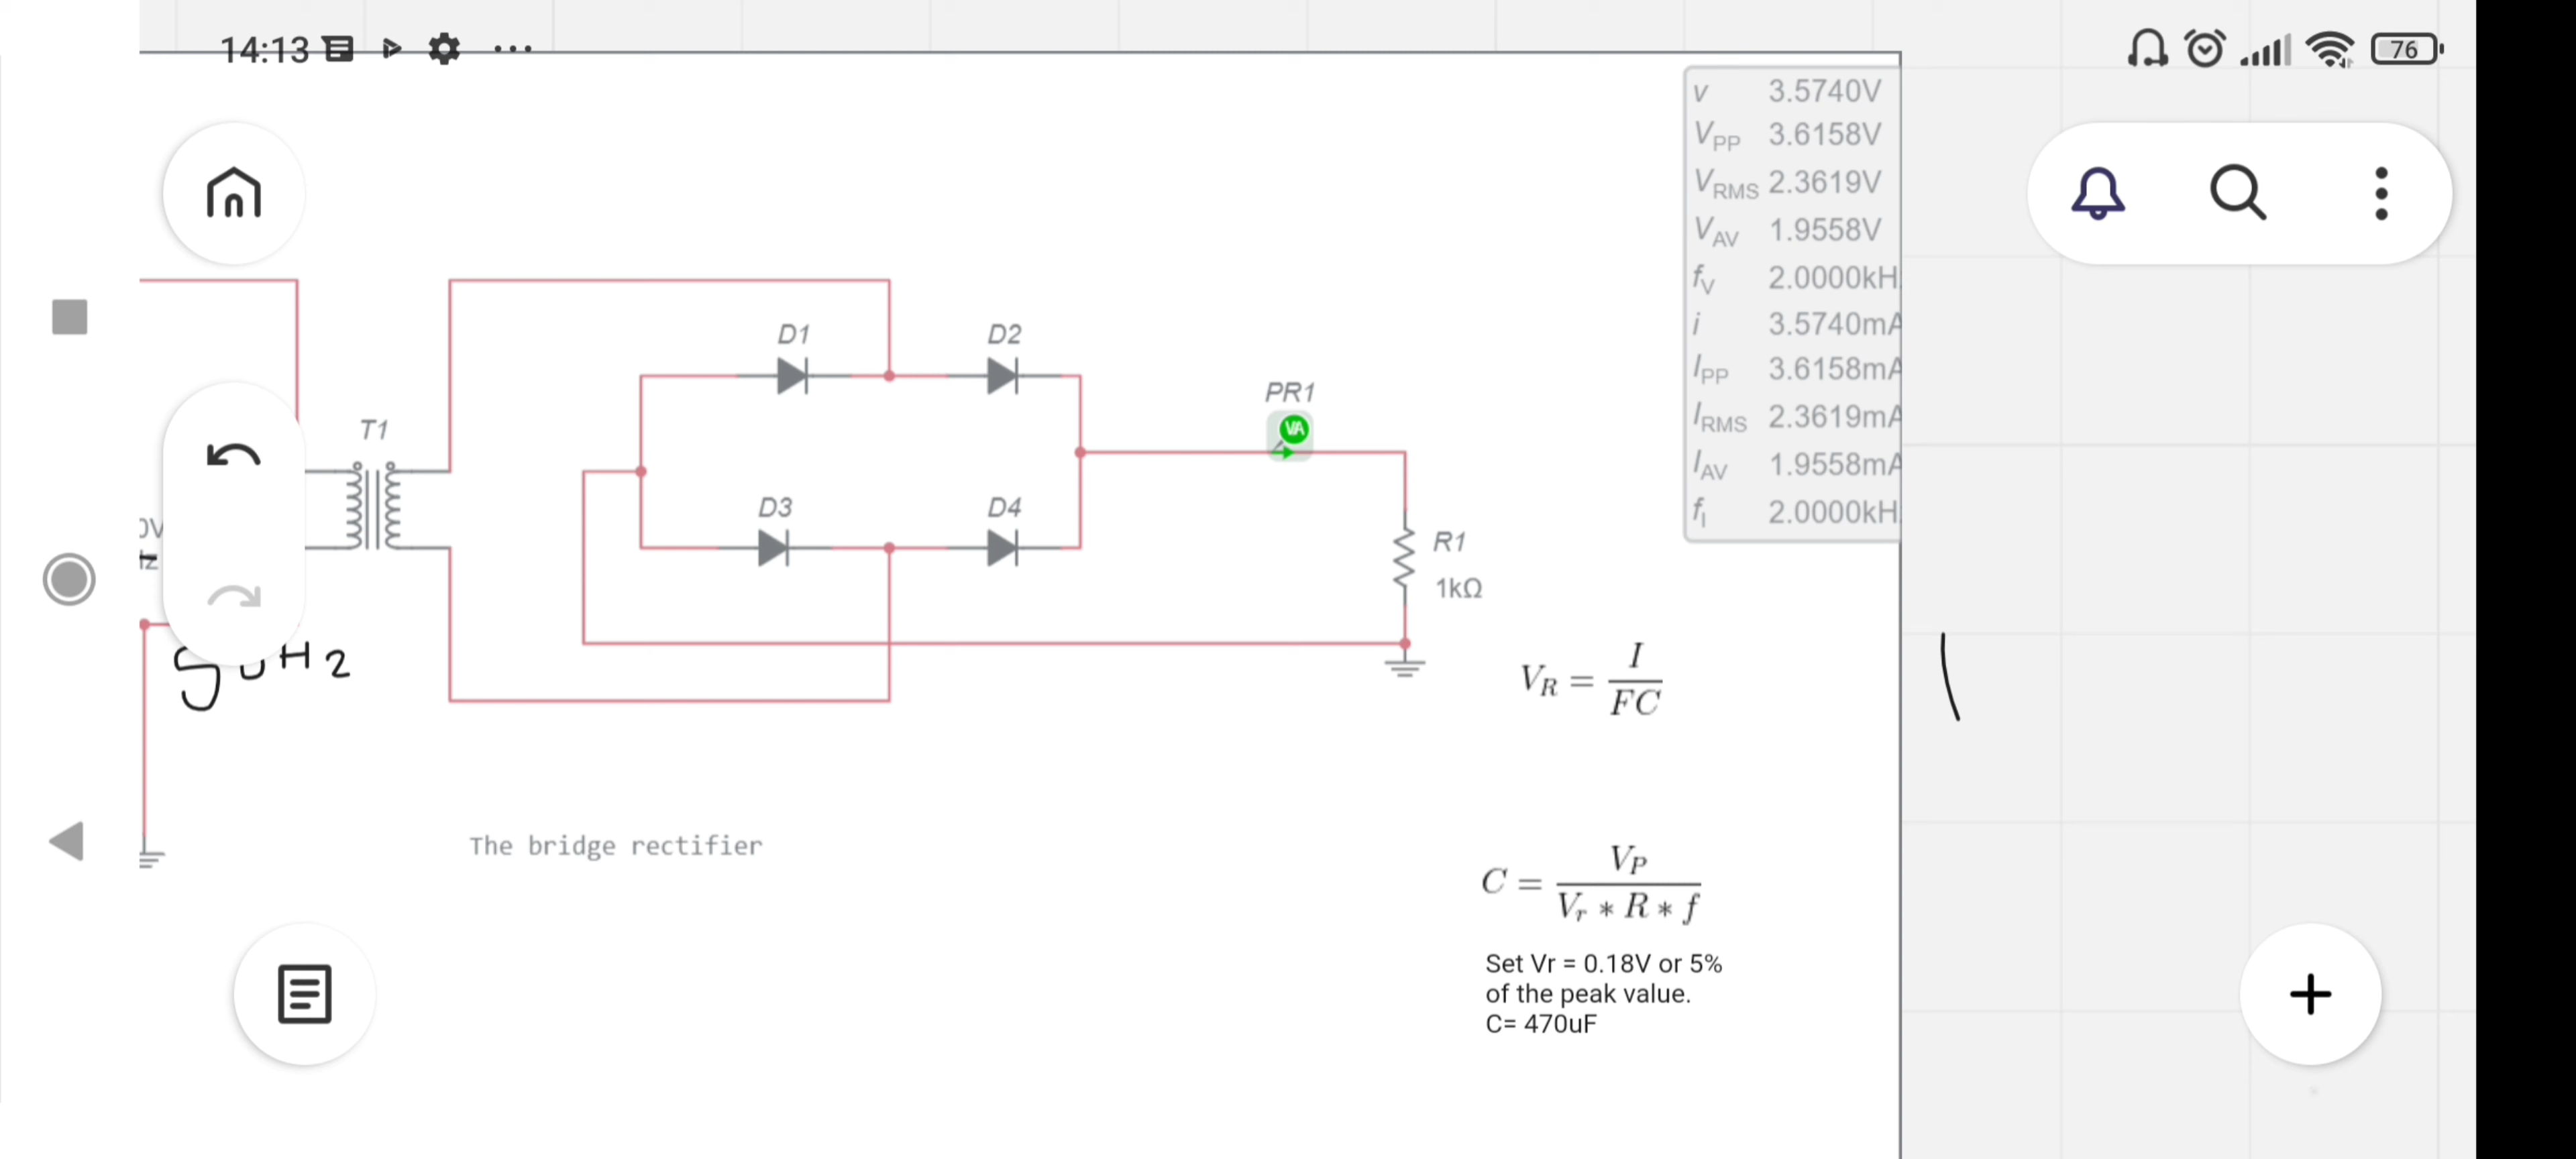 14:13
76
v 3.5740V
VPP 3.6158V
VRMS 2.3619V
VAV 1.9558V
fV 2.0000kH
i 3.5740mA
IPP 3.6158mA
IRMS 2.3619mA
IAV 1.9558mA
fI 2.0000kH
D1
D2
PR1
VA
T1
D3
D4
R1
1kΩ
0V
Hz
VR = I / FC
The bridge rectifier
C = VP / Vr * R * f
Set Vr = 0.18V or 5%
of the peak value.
C= 470uF